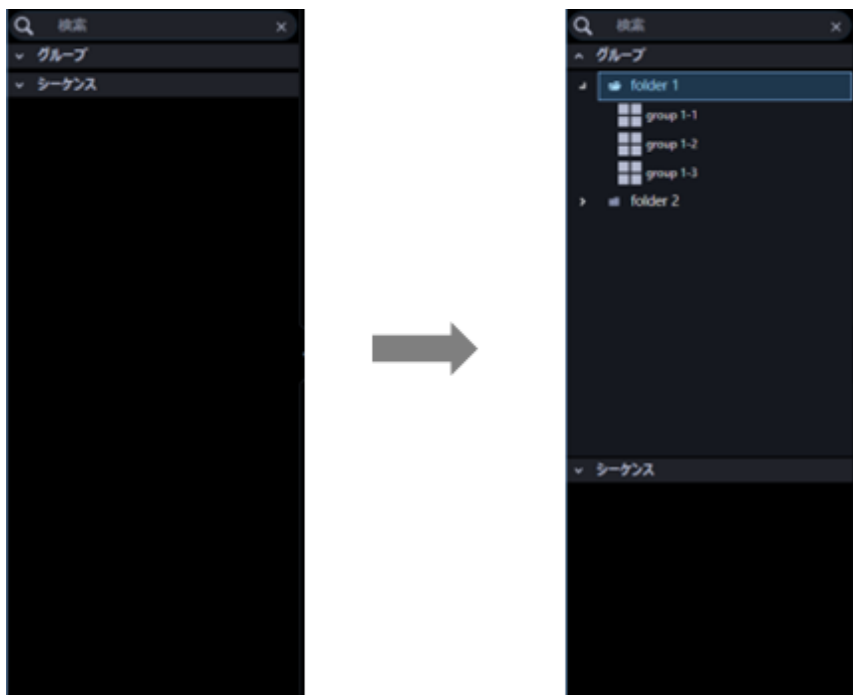 検索
グループ
シーケンス
検索
グループ
folder 1
group 1-1
group 1-2
group 1-3
folder 2
シーケンス